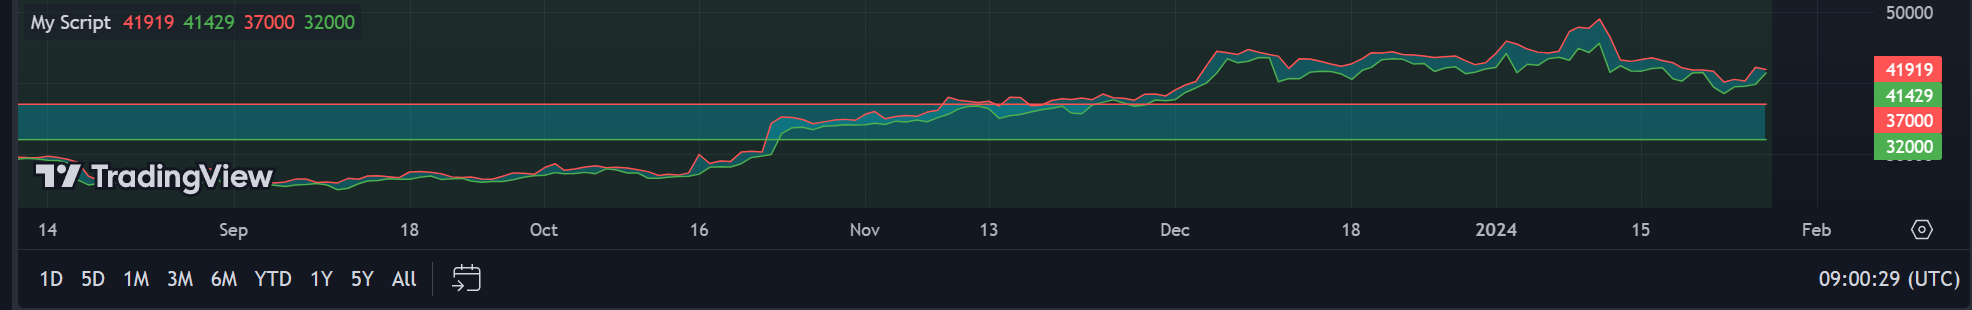 My Script 41919 41429 37000 32000
50000
41919
41429
37000
32000
TradingView
14 Sep 18 Oct 16 Nov 13 Dec 18 2024 15 Feb
1D 5D 1M 3M 6M YTD 1Y 5Y All
09:00:29 (UTC)